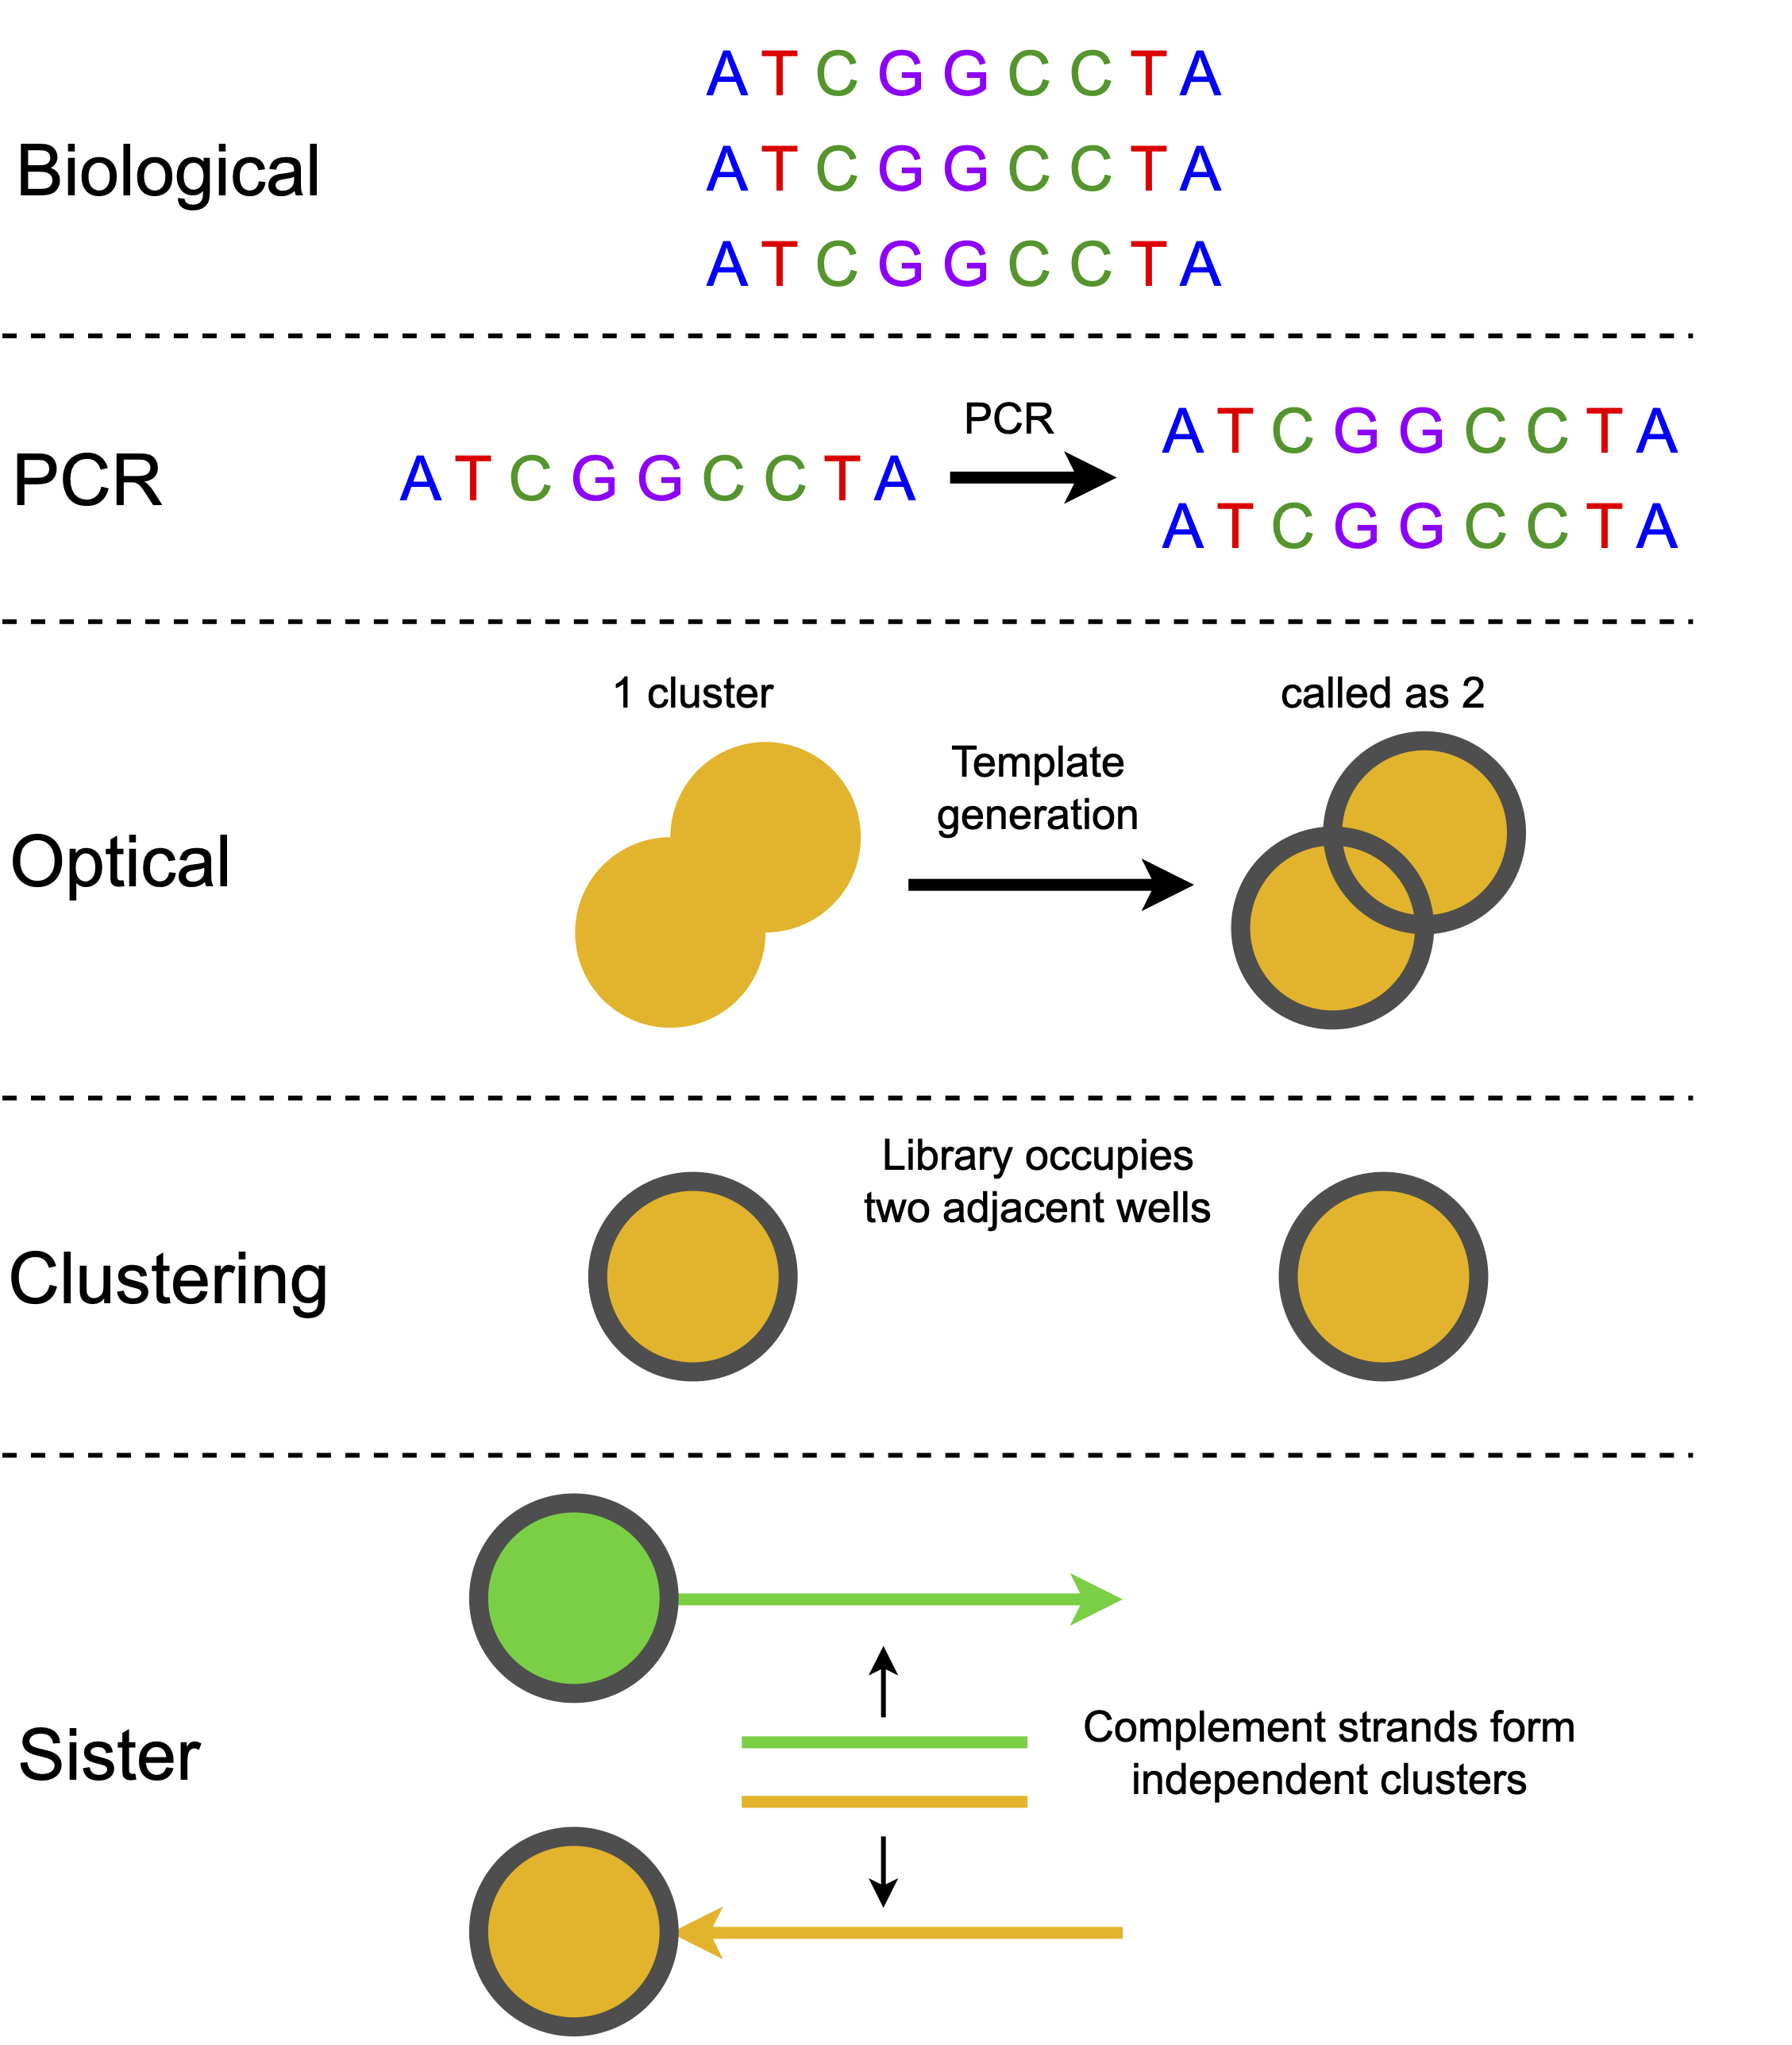 A T C G G C C T A
Biological
A T C G G C C T A
A T C G G C C T A
PCR
PCR
A T C G G C C T A
A T C G G C C T A
A T C G G C C T A
1 cluster
called as 2
Template
generation
Optical
Library occupies
two adjacent wells
Clustering
Sister
Complement strands form
independent clusters